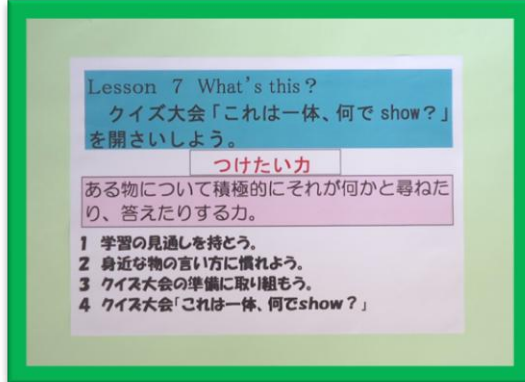 Lesson 7 What's this?
クイズ大会「これは一体、何で show?」
を開さいしよう。
つけたい力
ある物について積極的にそれが何かと尋ねた
り、答えたりする力。
1 学習の見通しを持とう。
2 身近な物の言い方に慣れよう。
3 クイズ大会の準備に取り組もう。
4 クイズ大会「これは一体、何でshow?」